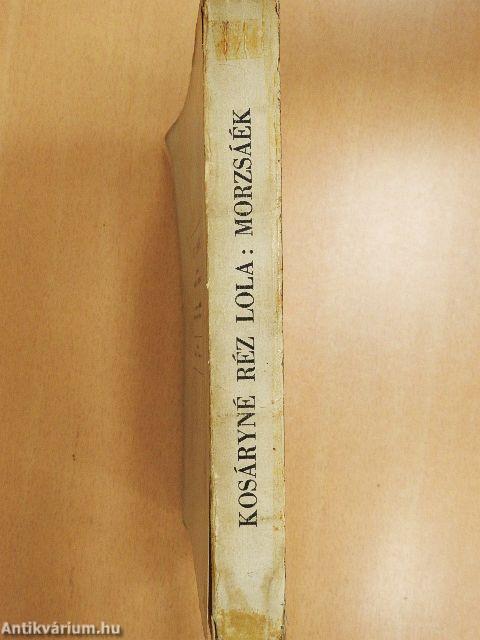 KOSÁRYNÉ RÉZ LOLA: MORZSÁÉK
Antikvárium.hu